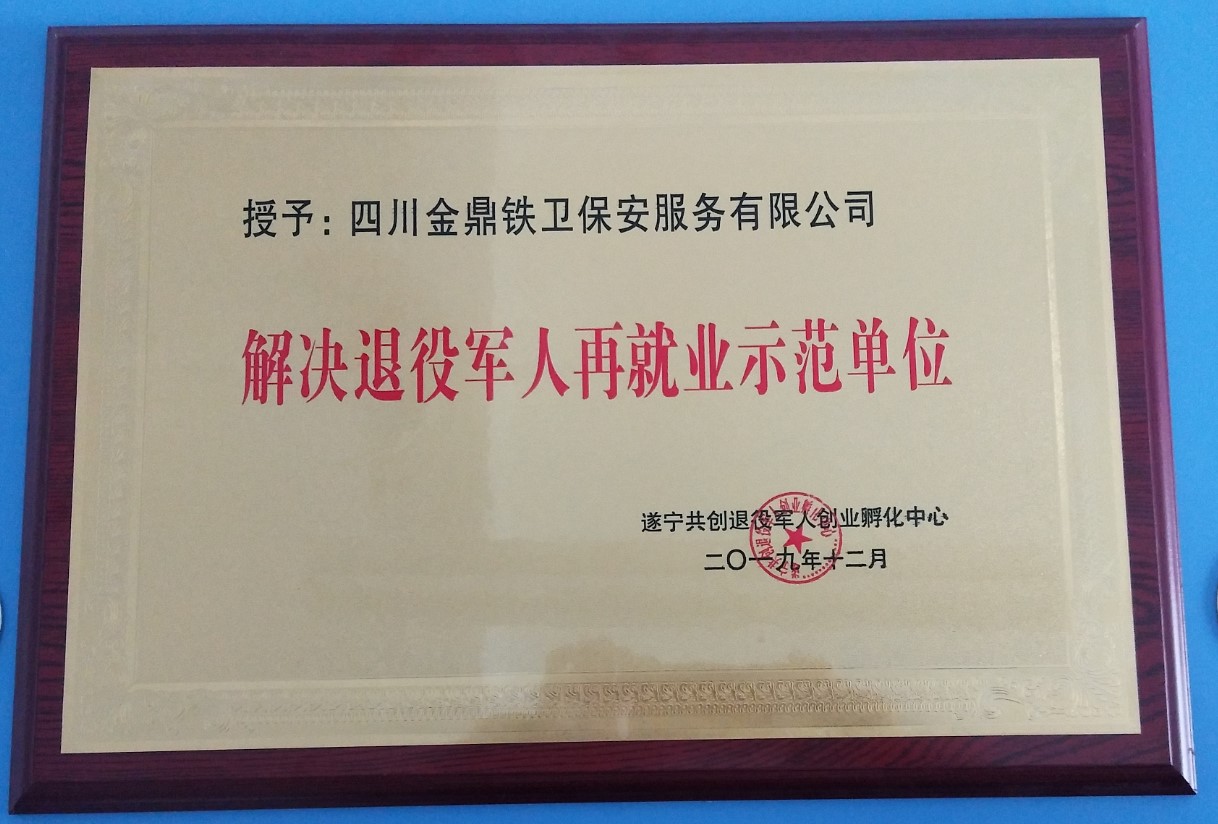 授予：四川金鼎铁卫保安服务有限公司
解决退役军人再就业示范单位
遂宁共创退役军人创业孵化中心
二〇一九年十二月